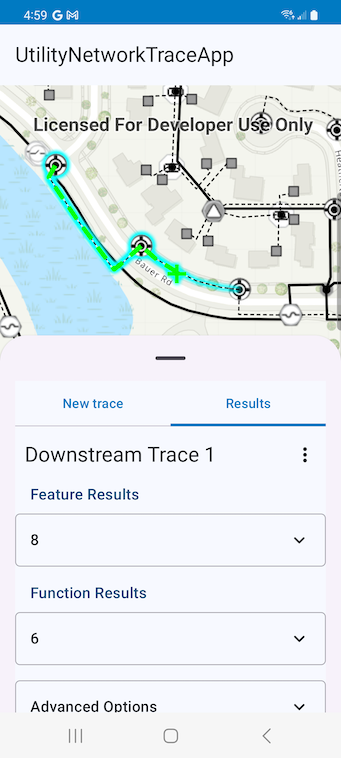 4:59 G M
UtilityNetworkTraceApp
Licensed For Developer Use Only
Bauer Rd
New trace
Results
Downstream Trace 1
Feature Results
8
Function Results
6
Advanced Options